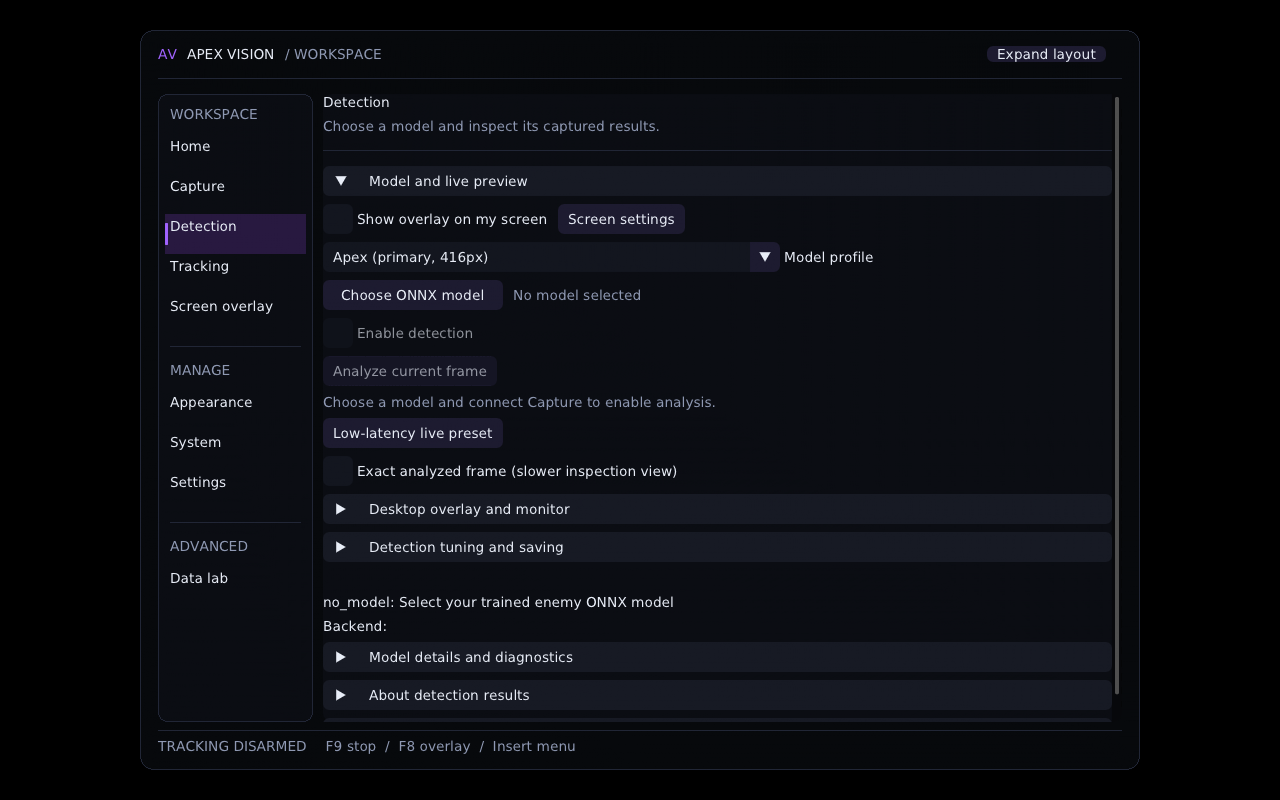 AV APEX VISION / WORKSPACE
Expand layout
WORKSPACE
Home
Capture
Detection
Tracking
Screen overlay
MANAGE
Appearance
System
Settings
ADVANCED
Data lab
Detection
Choose a model and inspect its captured results.
Model and live preview
Show overlay on my screen Screen settings
Apex (primary, 416px) Model profile
Choose ONNX model No model selected
Enable detection
Analyze current frame
Choose a model and connect Capture to enable analysis.
Low-latency live preset
Exact analyzed frame (slower inspection view)
Desktop overlay and monitor
Detection tuning and saving
no_model: Select your trained enemy ONNX model
Backend:
Model details and diagnostics
About detection results
TRACKING DISARMED F9 stop / F8 overlay / Insert menu